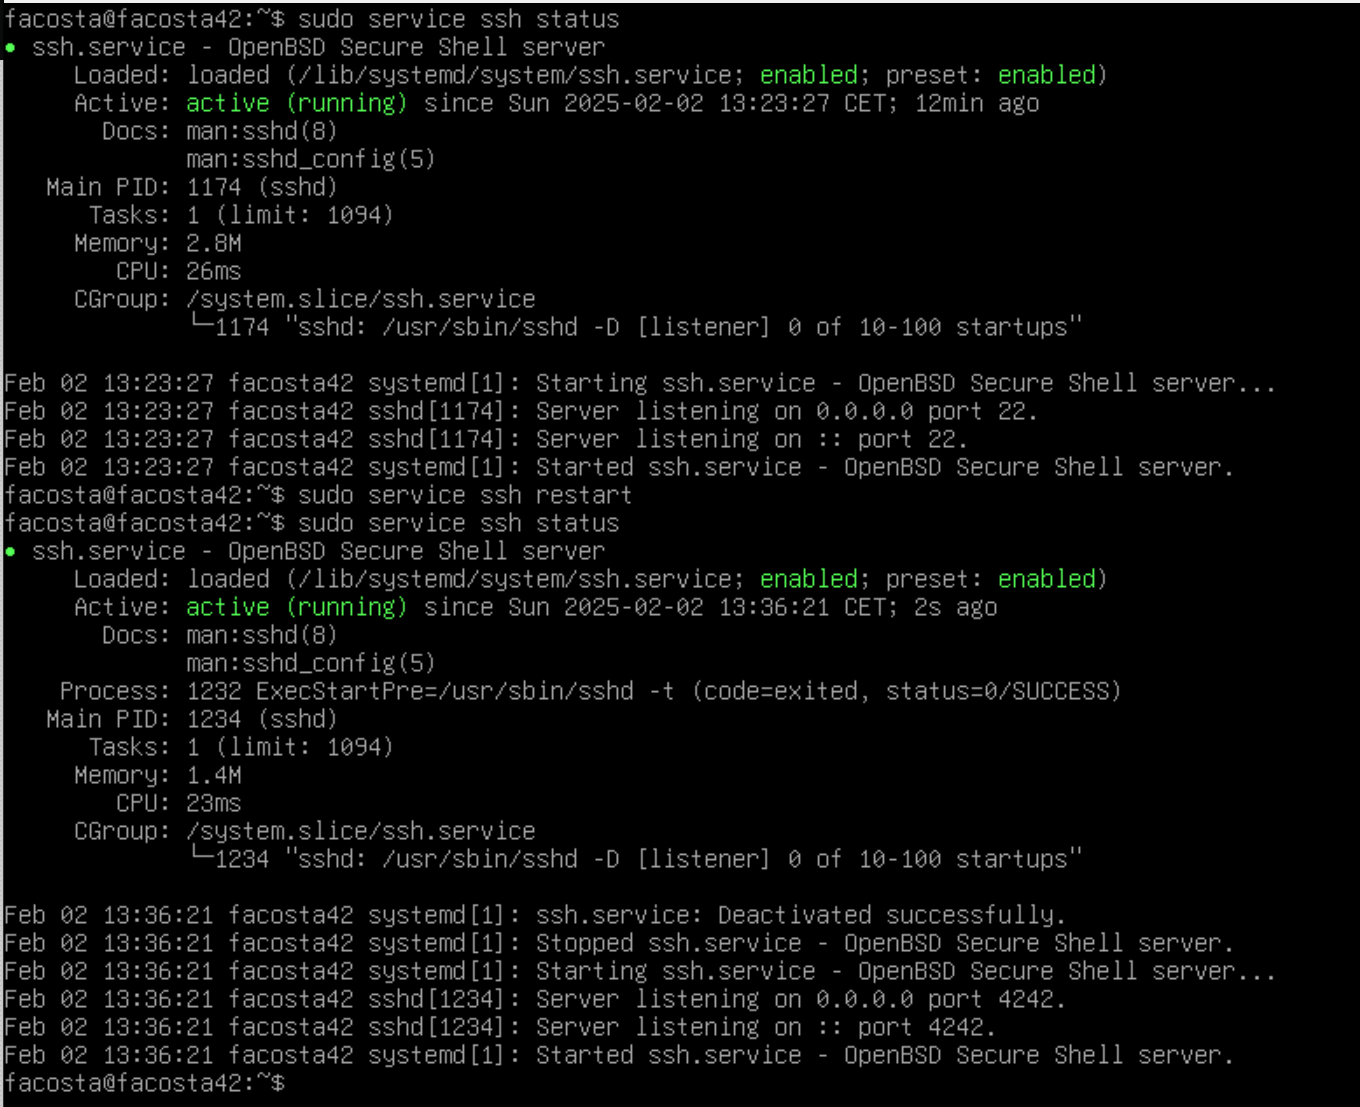 facosta@facosta42:~$ sudo service ssh status
● ssh.service - OpenBSD Secure Shell server
     Loaded: loaded (/lib/systemd/system/ssh.service; enabled; preset: enabled)
     Active: active (running) since Sun 2025-02-02 13:23:27 CET; 12min ago
       Docs: man:sshd(8)
             man:sshd_config(5)
   Main PID: 1174 (sshd)
      Tasks: 1 (limit: 1094)
     Memory: 2.8M
        CPU: 26ms
     CGroup: /system.slice/ssh.service
             └─1174 "sshd: /usr/sbin/sshd -D [listener] 0 of 10-100 startups"

Feb 02 13:23:27 facosta42 systemd[1]: Starting ssh.service - OpenBSD Secure Shell server...
Feb 02 13:23:27 facosta42 sshd[1174]: Server listening on 0.0.0.0 port 22.
Feb 02 13:23:27 facosta42 sshd[1174]: Server listening on :: port 22.
Feb 02 13:23:27 facosta42 systemd[1]: Started ssh.service - OpenBSD Secure Shell server.
facosta@facosta42:~$ sudo service ssh restart
facosta@facosta42:~$ sudo service ssh status
● ssh.service - OpenBSD Secure Shell server
     Loaded: loaded (/lib/systemd/system/ssh.service; enabled; preset: enabled)
     Active: active (running) since Sun 2025-02-02 13:36:21 CET; 2s ago
       Docs: man:sshd(8)
             man:sshd_config(5)
    Process: 1232 ExecStartPre=/usr/sbin/sshd -t (code=exited, status=0/SUCCESS)
   Main PID: 1234 (sshd)
      Tasks: 1 (limit: 1094)
     Memory: 1.4M
        CPU: 23ms
     CGroup: /system.slice/ssh.service
             └─1234 "sshd: /usr/sbin/sshd -D [listener] 0 of 10-100 startups"

Feb 02 13:36:21 facosta42 systemd[1]: ssh.service: Deactivated successfully.
Feb 02 13:36:21 facosta42 systemd[1]: Stopped ssh.service - OpenBSD Secure Shell server.
Feb 02 13:36:21 facosta42 systemd[1]: Starting ssh.service - OpenBSD Secure Shell server...
Feb 02 13:36:21 facosta42 sshd[1234]: Server listening on 0.0.0.0 port 4242.
Feb 02 13:36:21 facosta42 sshd[1234]: Server listening on :: port 4242.
Feb 02 13:36:21 facosta42 systemd[1]: Started ssh.service - OpenBSD Secure Shell server.
facosta@facosta42:~$